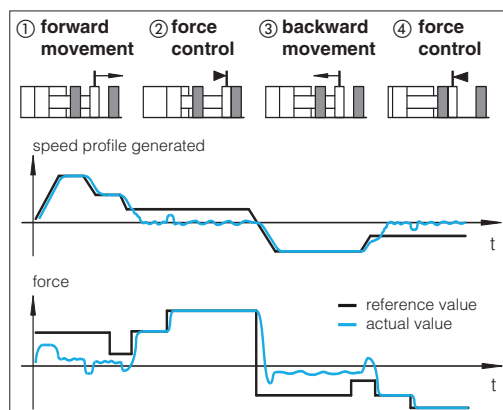 ① forward movement
② force control
③ backward movement
④ force control
speed profile generated
t
force
reference value
actual value
t